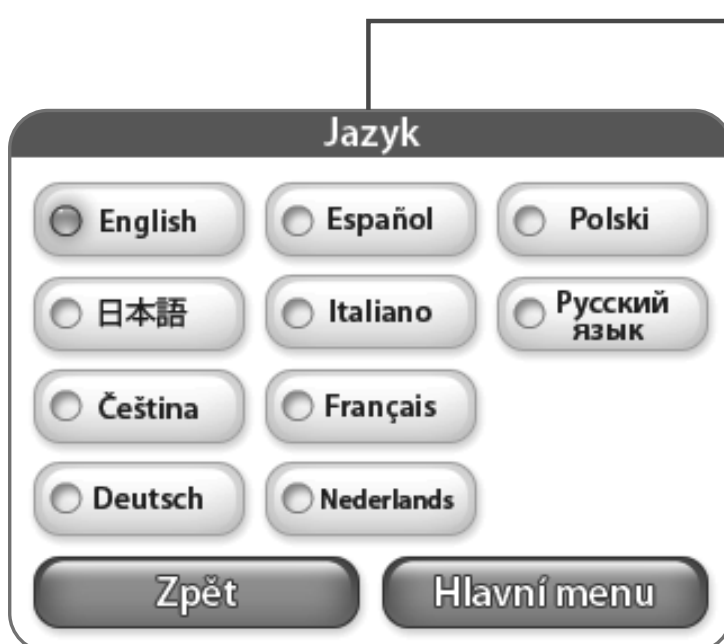 Jazyk
English
Español
Polski
日本語
Italiano
Русский
язык
Čeština
Français
Deutsch
Nederlands
Zpět
Hlavní menu